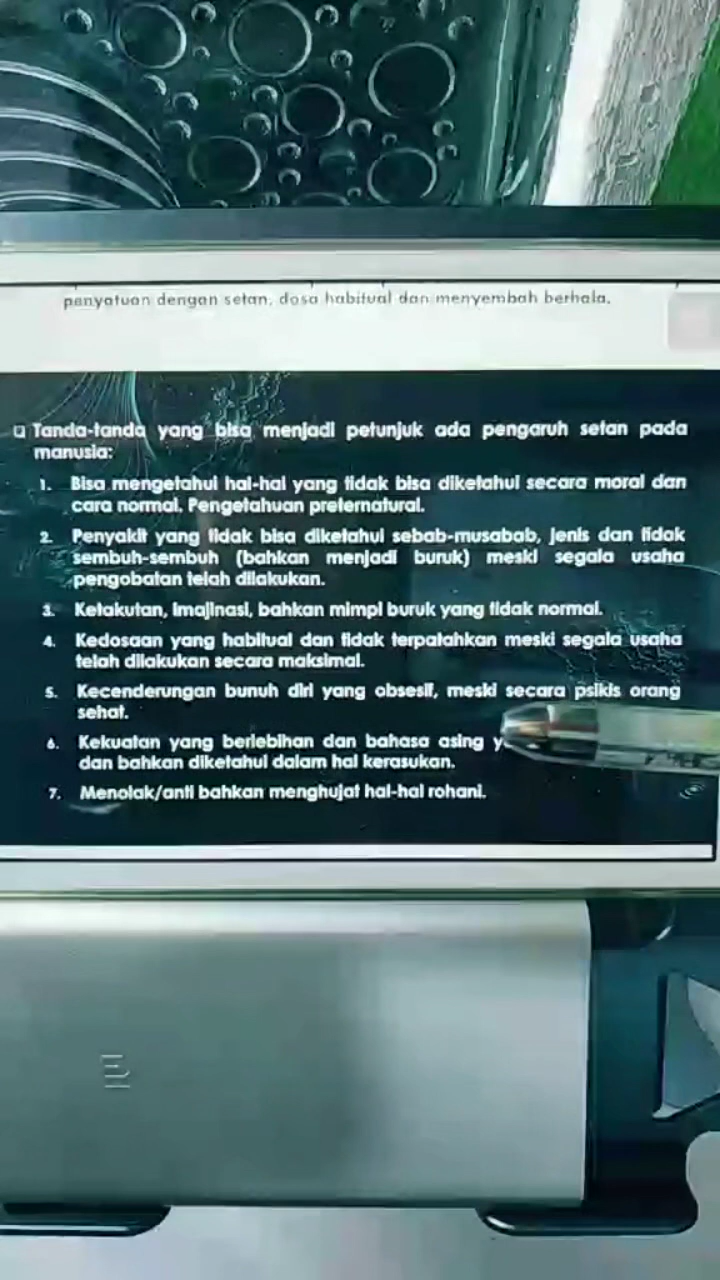 penyatuan dengan setan, dosa habitual dan menyembah berhala.
❑ Tanda-tanda yang bisa menjadi petunjuk ada pengaruh setan pada
manusia:
1. Bisa mengetahui hal-hal yang tidak bisa diketahui secara moral dan
cara normal. Pengetahuan preternatural.
2. Penyakit yang tidak bisa diketahui sebab-musabab, jenis dan tidak
sembuh-sembuh (bahkan menjadi buruk) meski segala usaha
pengobatan telah dilakukan.
3. Ketakutan, imajinasi, bahkan mimpi buruk yang tidak normal.
4. Kedosaan yang habitual dan tidak terpatahkan meski segala usaha
telah dilakukan secara maksimal.
5. Kecenderungan bunuh diri yang obsesif, meski secara psikis orang
sehat.
6. Kekuatan yang berlebihan dan bahasa asing
dan bahkan diketahui dalam hal kerasukan.
7. Menolak/anti bahkan menghujat hal-hal rohani.